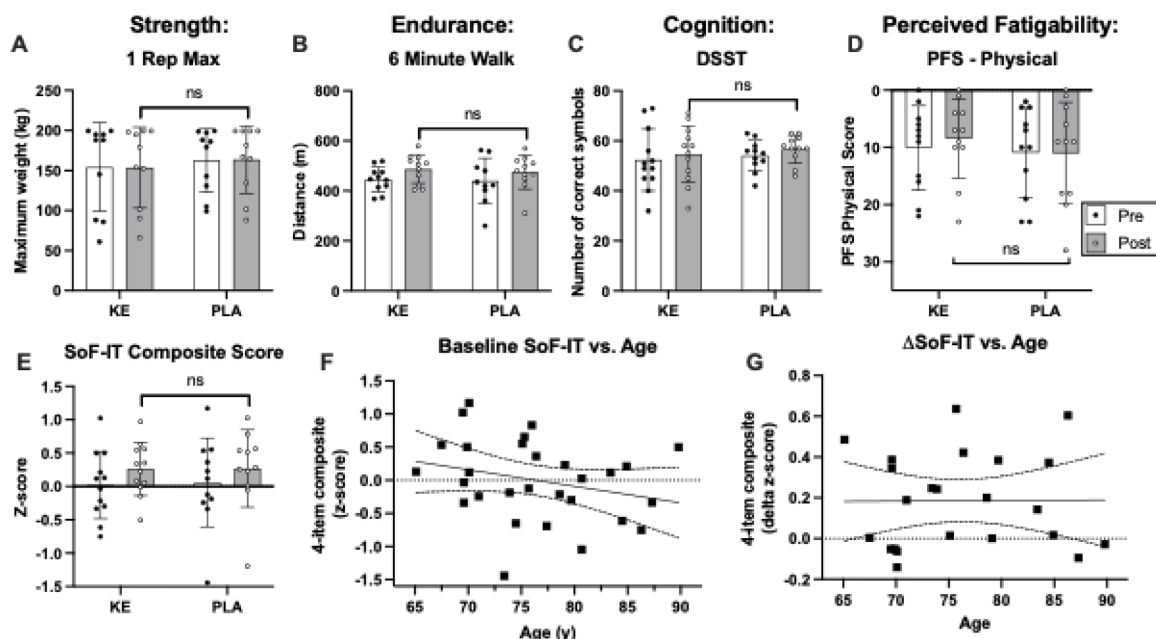 Strength:
A
1 Rep Max
Maximum weight (kg)
250
200
150
100
50
0
ns
KE
PLA
Endurance:
B
6 Minute Walk
Distance (m)
800
600
400
200
0
ns
KE
PLA
Cognition:
C
DSST
Number of correct symbols
80
60
40
20
0
ns
KE
PLA
Perceived Fatigability:
D
PFS - Physical
PFS Physical Score
0
10
20
30
ns
KE
PLA
Pre
Post
E
SoF-IT Composite Score
Z-score
1.5
1.0
0.5
0.0
-0.5
-1.0
-1.5
ns
KE
PLA
F
Baseline SoF-IT vs. Age
4-item composite
(z-score)
1.5
1.0
0.5
0.0
-0.5
-1.0
-1.5
65
70
75
80
85
90
Age (y)
G
ΔSoF-IT vs. Age
4-item composite
(delta z-score)
0.8
0.6
0.4
0.2
0.0
-0.2
65
70
75
80
85
90
Age